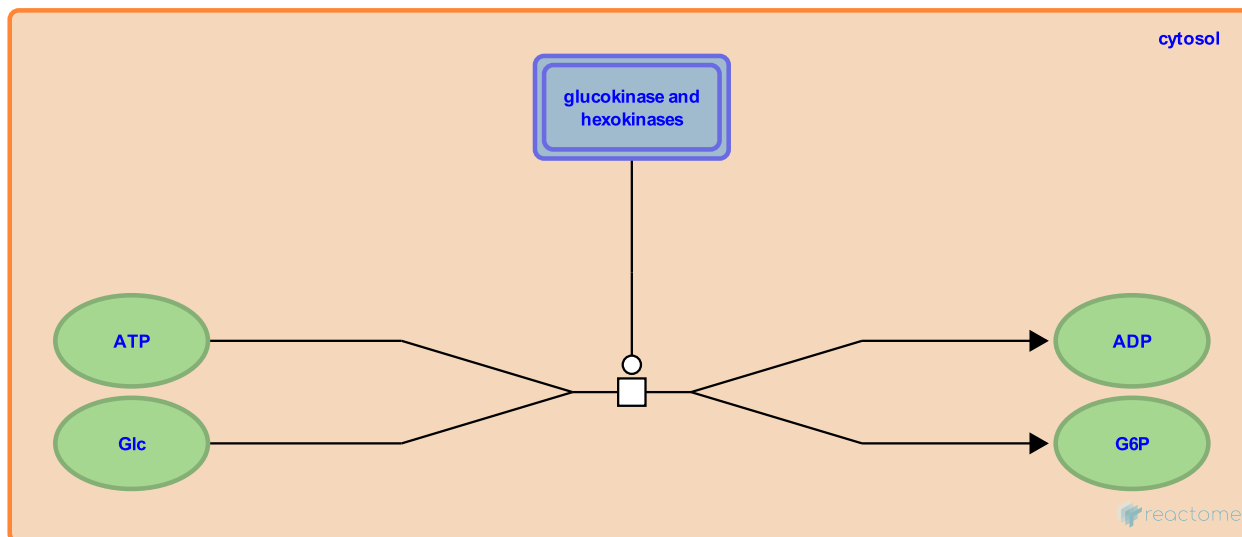 cytosol
glucokinase and
hexokinases
ATP
ADP
Glc
G6P
reactome